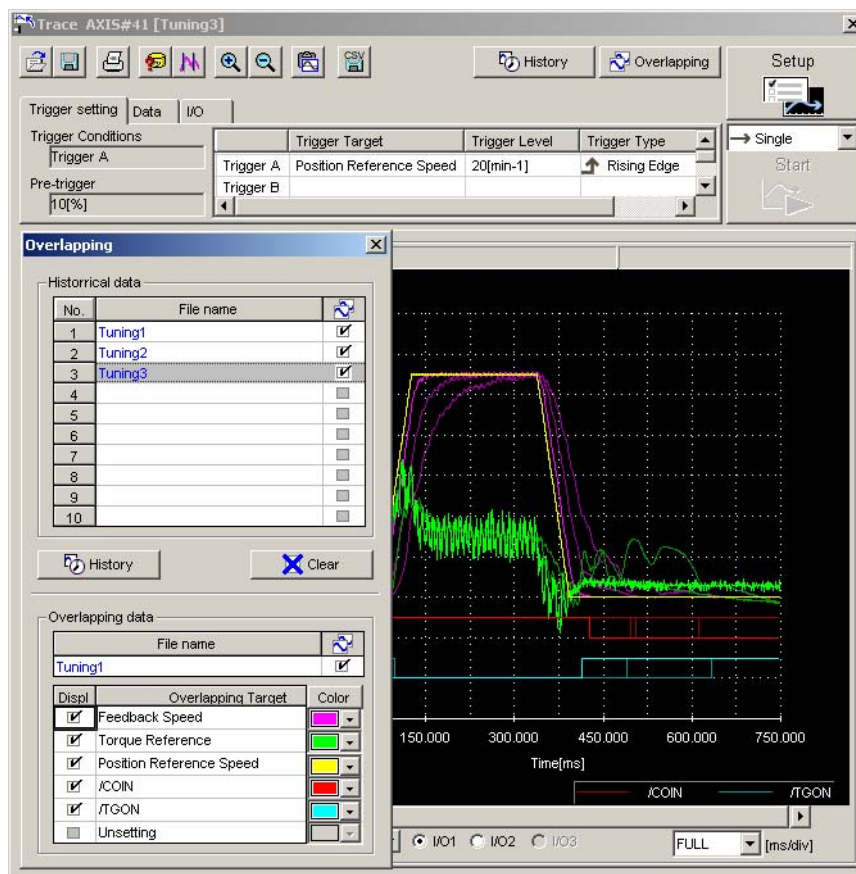 Trace AXIS#41 [Tuning3]
CSV
History
Overlapping
Setup
Trigger setting
Data
I/O
Trigger Conditions
Trigger A
Pre-trigger
10[%]
Trigger Target
Trigger Level
Trigger Type
Trigger A
Position Reference Speed
20[min-1]
Rising Edge
Trigger B
Single
Start
Overlapping
Historrical data
No.
File name
1
Tuning1
2
Tuning2
3
Tuning3
4
5
6
7
8
9
10
History
Clear
Overlapping data
File name
Tuning1
Displ
Overlapping Target
Color
Feedback Speed
Torque Reference
Position Reference Speed
/COIN
/TGON
Unsetting
150.000
300.000
450.000
600.000
750.000
Time[ms]
/COIN
/TGON
I/O1
I/O2
I/O3
FULL
[ms/div]